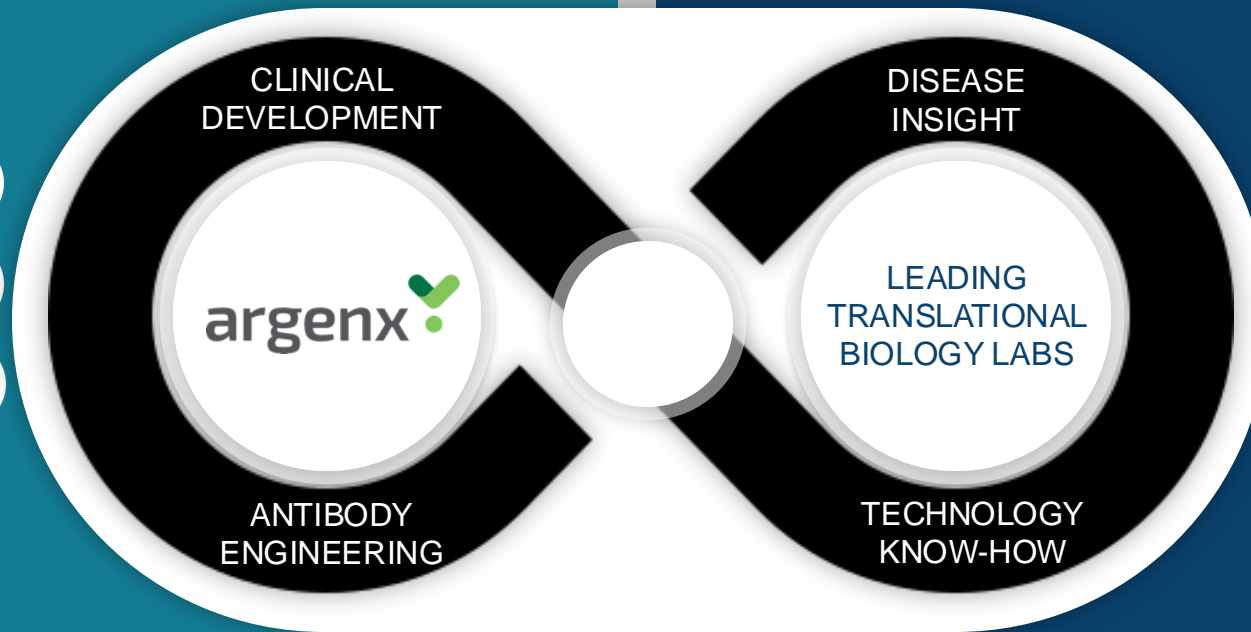 CLINICAL
DEVELOPMENT
argenx
ANTIBODY
ENGINEERING
DISEASE
INSIGHT
LEADING
TRANSLATIONAL
BIOLOGY LABS
TECHNOLOGY
KNOW-HOW